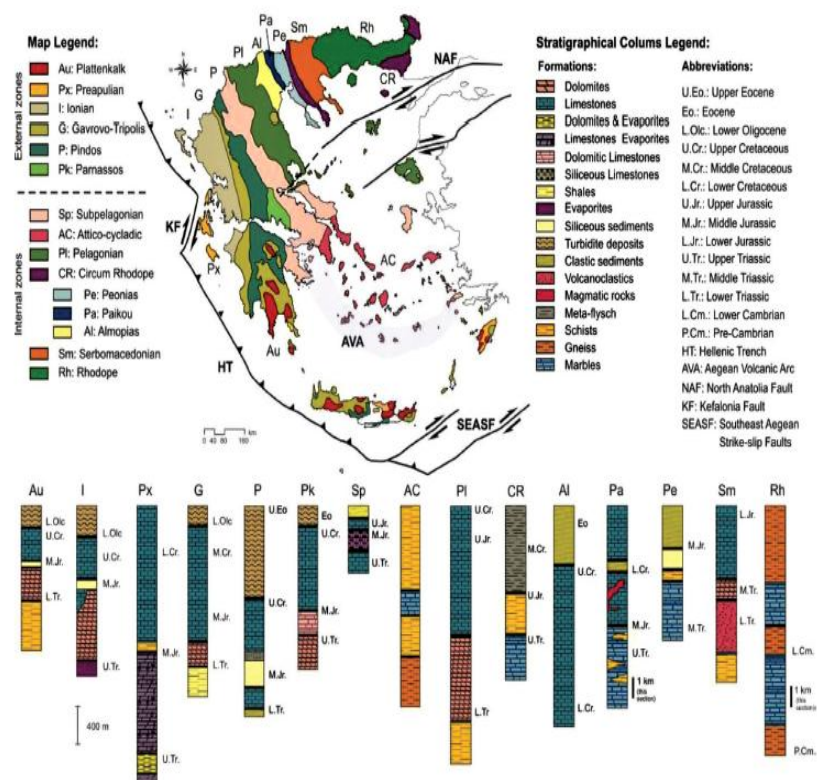 Map Legend:
External zones
Au: Plattenkalk
Px: Preapulian
I: Ionian
G: Gavrovo-Tripolis
P: Pindos
Pk: Parnassos
Internal zones
Sp: Subpelagonian
AC: Attico-cycladic
Pl: Pelagonian
CR: Circum Rhodope
Pe: Peonias
Pa: Paikou
Al: Almopias
Sm: Serbomacedonian
Rh: Rhodope
Pa
Pe
Sm
Rh
Al
Pl
P
G
I
CR
NAF
KF
Px
Au
AC
AVA
HT
SEASF
0 40 80 160
km
Stratigraphical Colums Legend:
Formations:
Dolomites
Limestones
Dolomites & Evaporites
Limestones Evaporites
Dolomitic Limestones
Siliceous Limestones
Shales
Evaporites
Siliceous sediments
Turbidite deposits
Clastic sediments
Volcanoclastics
Magmatic rocks
Meta-flysch
Schists
Gneiss
Marbles
Abbreviations:
U.Eo.: Upper Eocene
Eo.: Eocene
L.Olc.: Lower Oligocene
U.Cr.: Upper Cretaceous
M.Cr.: Middle Cretaceous
L.Cr.: Lower Cretaceous
U.Jr.: Upper Jurassic
M.Jr.: Middle Jurassic
L.Jr.: Lower Jurassic
U.Tr.: Upper Triassic
M.Tr.: Middle Triassic
L.Tr.: Lower Triassic
L.Cm.: Lower Cambrian
P.Cm.: Pre-Cambrian
HT: Hellenic Trench
AVA: Aegean Volcanic Arc
NAF: North Anatolia Fault
KF: Kefalonia Fault
SEASF: Southeast Aegean
Strike-slip Faults
Au
L.Olc
U.Cr.
M.Jr.
L.Tr.
I
L.Olc
U.Cr.
M.Jr.
U.Tr.
400 m
Px
L.Cr.
M.Jr.
U.Tr.
G
L.Olc
M.Cr.
M.Jr.
L.Tr.
P
U.Eo
U.Cr.
M.Jr.
L.Tr.
Pk
Eo
U.Cr.
M.Jr.
U.Tr.
Sp
U.Jr.
M.Jr.
U.Tr.
AC
Pl
U.Cr.
U.Jr.
L.Tr
CR
M.Cr.
U.Jr.
U.Tr.
Al
Eo
U.Cr.
L.Cr.
Pa
L.Cr.
M.Jr.
U.Tr.
1 km
(this
section)
Pe
M.Jr.
M.Tr.
Sm
L.Jr.
M.Tr.
L.Tr.
Rh
L.Cm.
1 km
(this
section)
P.Cm.